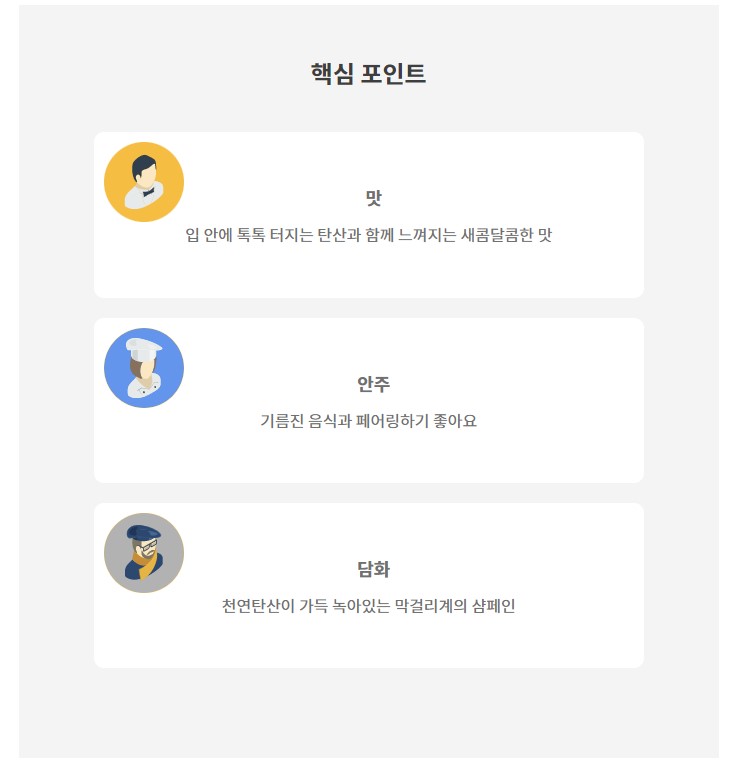 핵심 포인트
맛
입 안에 톡톡 터지는 탄산과 함께 느껴지는 새콤달콤한 맛
안주
기름진 음식과 페어링하기 좋아요
담화
천연탄산이 가득 녹아있는 막걸리계의 샴페인